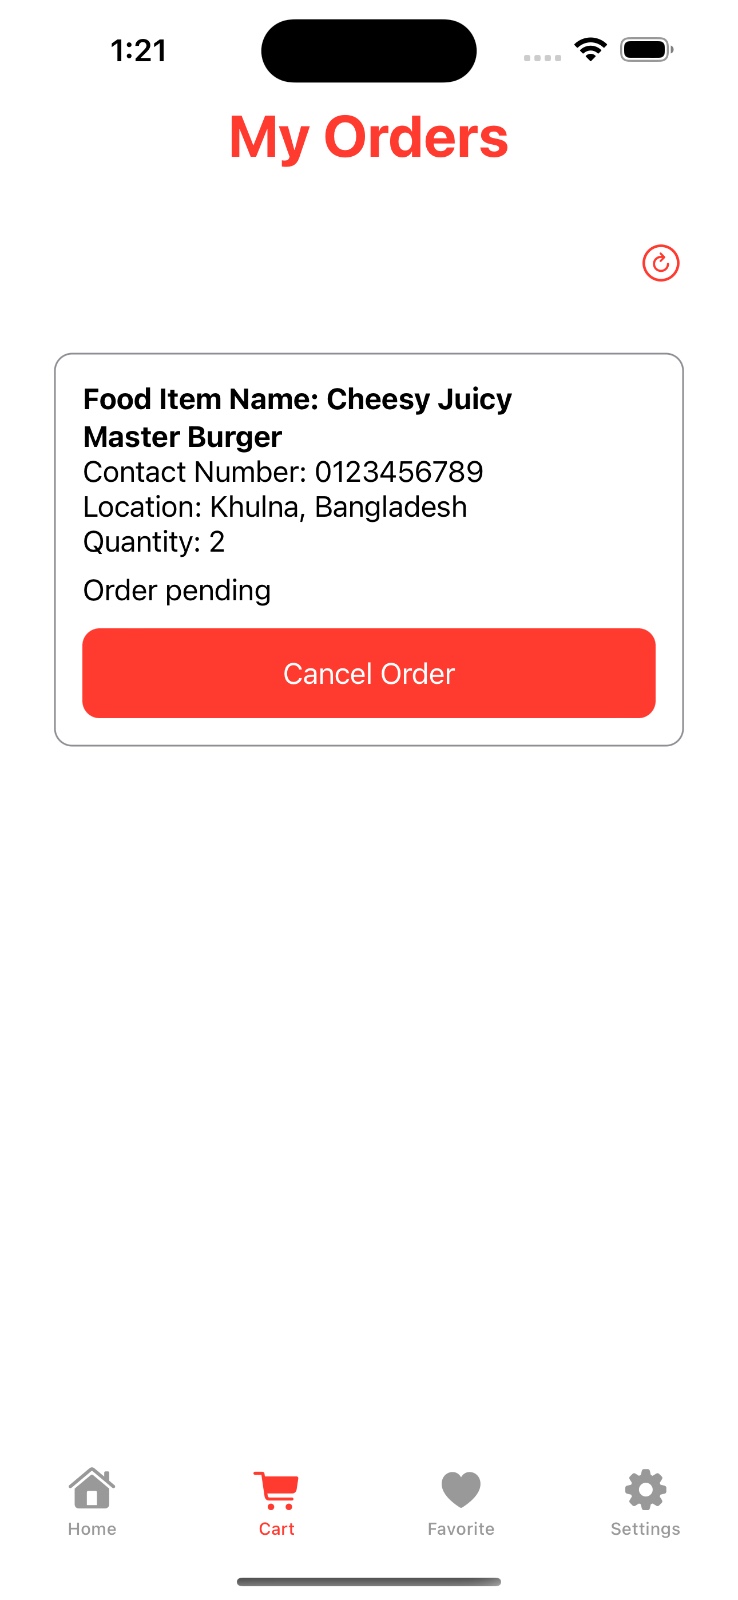 1:21
My Orders
Food Item Name: Cheesy Juicy
Master Burger
Contact Number: 0123456789
Location: Khulna, Bangladesh
Quantity: 2
Order pending
Cancel Order
Home
Cart
Favorite
Settings